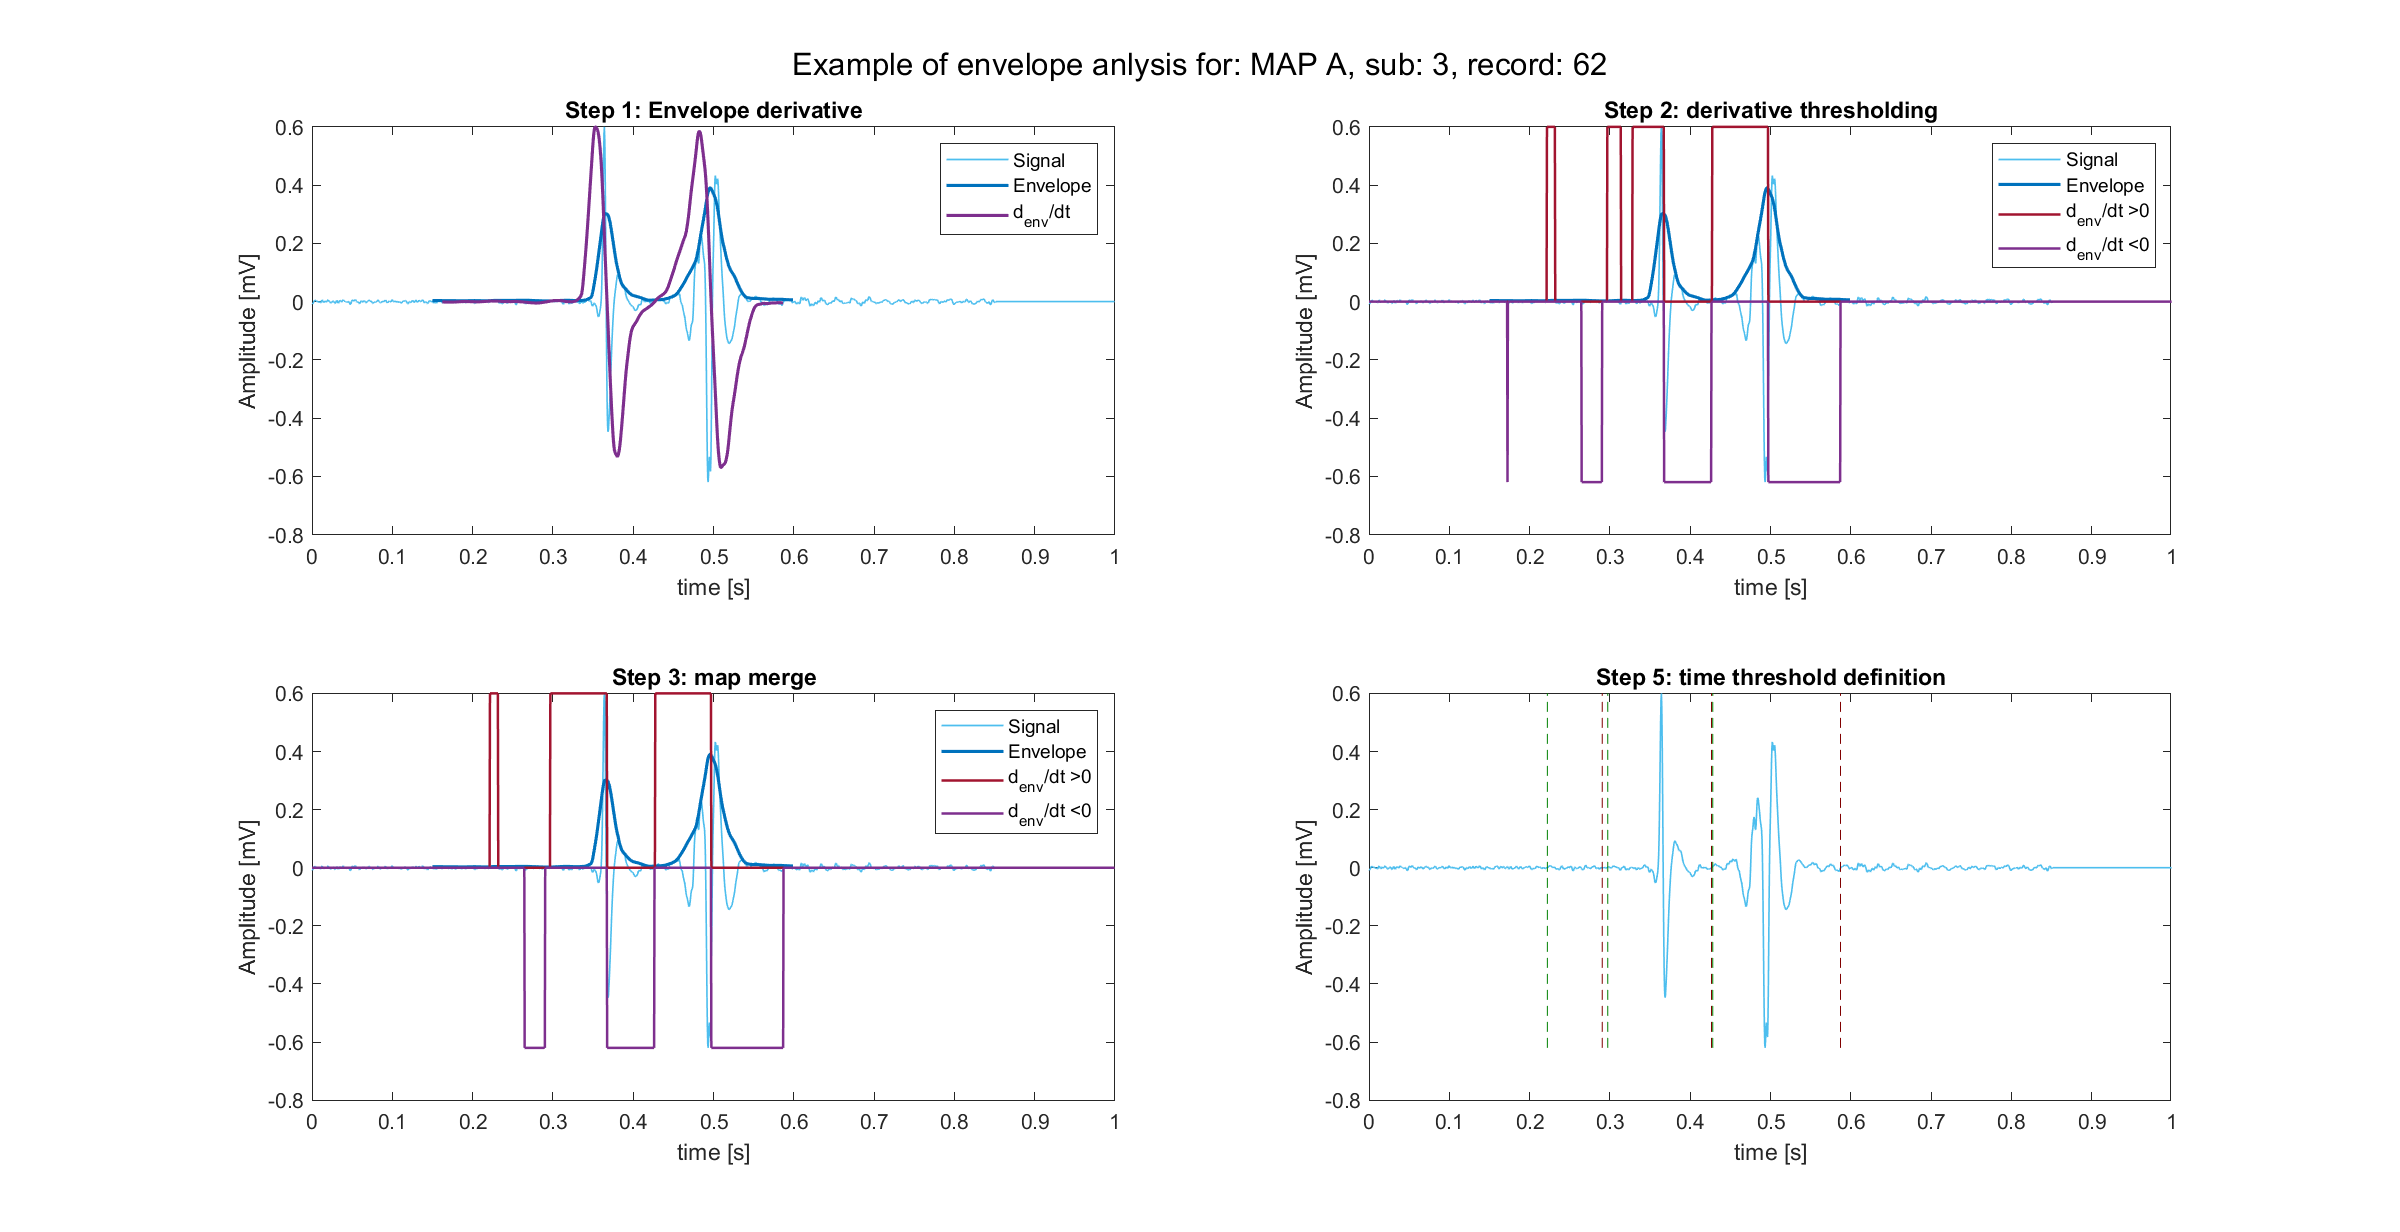 Example of envelope anlysis for: MAP A, sub: 3, record: 62
Step 1: Envelope derivative
0.6
0.4
0.2
0
-0.2
-0.4
-0.6
-0.8
Amplitude [mV]
0 0.1 0.2 0.3 0.4 0.5 0.6 0.7 0.8 0.9 1
time [s]
Signal
Envelope
d_env/dt
Step 2: derivative thresholding
0.6
0.4
0.2
0
-0.2
-0.4
-0.6
-0.8
Amplitude [mV]
0 0.1 0.2 0.3 0.4 0.5 0.6 0.7 0.8 0.9 1
time [s]
Signal
Envelope
d_env/dt >0
d_env/dt <0
Step 3: map merge
0.6
0.4
0.2
0
-0.2
-0.4
-0.6
-0.8
Amplitude [mV]
0 0.1 0.2 0.3 0.4 0.5 0.6 0.7 0.8 0.9 1
time [s]
Signal
Envelope
d_env/dt >0
d_env/dt <0
Step 5: time threshold definition
0.6
0.4
0.2
0
-0.2
-0.4
-0.6
-0.8
Amplitude [mV]
0 0.1 0.2 0.3 0.4 0.5 0.6 0.7 0.8 0.9 1
time [s]